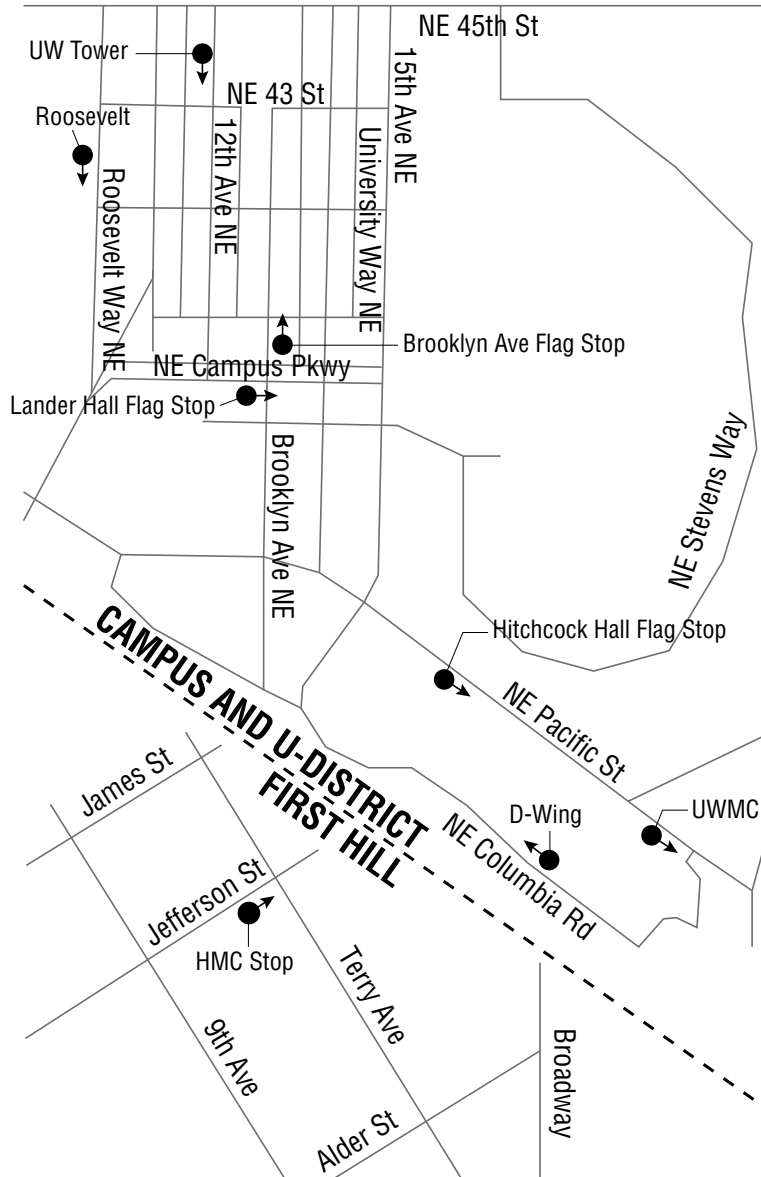 NE 45th St
UW Tower
15th Ave NE
NE 43 St
Roosevelt
12th Ave NE
University Way NE
Roosevelt Way NE
Brooklyn Ave Flag Stop
NE Campus Pkwy
Lander Hall Flag Stop
NE Stevens Way
Brooklyn Ave NE
Hitchcock Hall Flag Stop
CAMPUS AND U-DISTRICT
FIRST HILL
NE Pacific St
James St
D-Wing
UWMC
NE Columbia Rd
Jefferson St
HMC Stop
Terry Ave
9th Ave
Broadway
Alder St